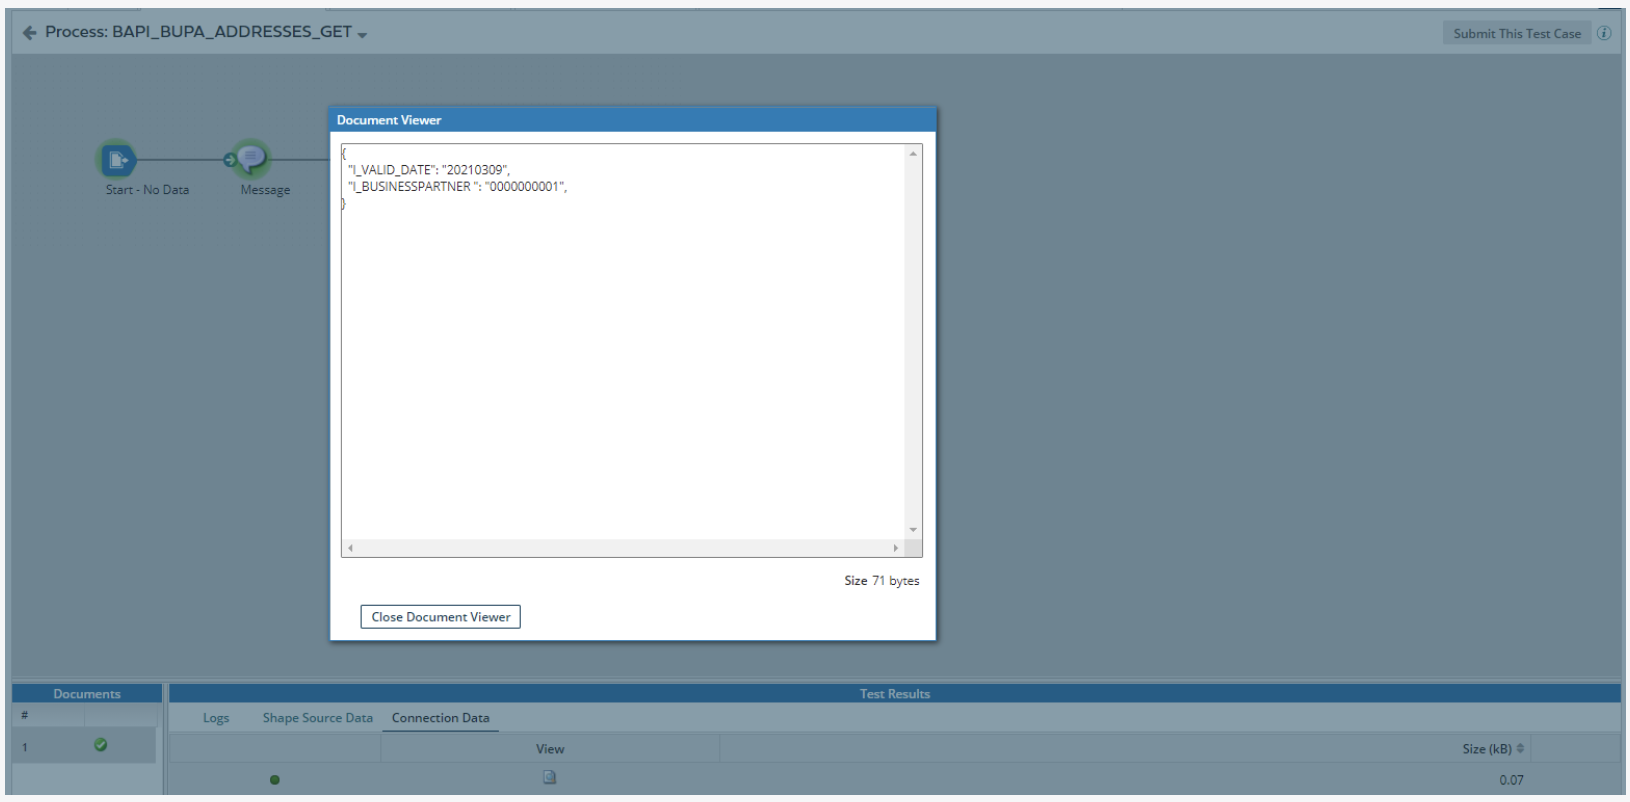 Process: BAPI_BUPA_ADDRESSES_GET
Submit This Test Case
i
Start - No Data
Message
Document Viewer
{
"I_VALID_DATE": "20210309",
"I_BUSINESSPARTNER ": "0000000001",
}
Size 71 bytes
Close Document Viewer
Documents
Test Results
#
Logs Shape Source Data Connection Data
1
View
Size (kB)
0.07